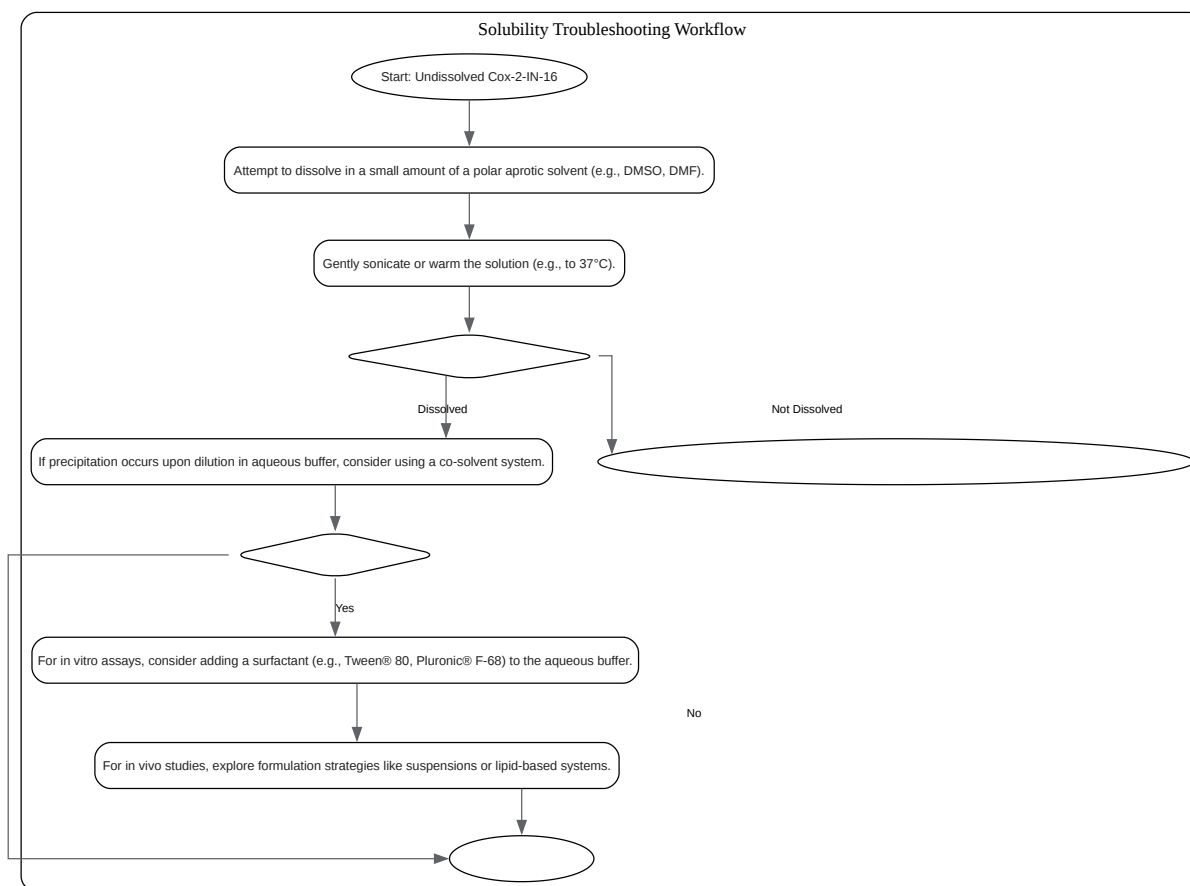 Solubility Troubleshooting Workflow
Start: Undissolved Cox-2-IN-16
Attempt to dissolve in a small amount of a polar aprotic solvent (e.g., DMSO, DMF).
Gently sonicate or warm the solution (e.g., to 37°C).
Dissolved
Not Dissolved
If precipitation occurs upon dilution in aqueous buffer, consider using a co-solvent system.
Yes
For in vitro assays, consider adding a surfactant (e.g., Tween® 80, Pluronic® F-68) to the aqueous buffer.
No
For in vivo studies, explore formulation strategies like suspensions or lipid-based systems.